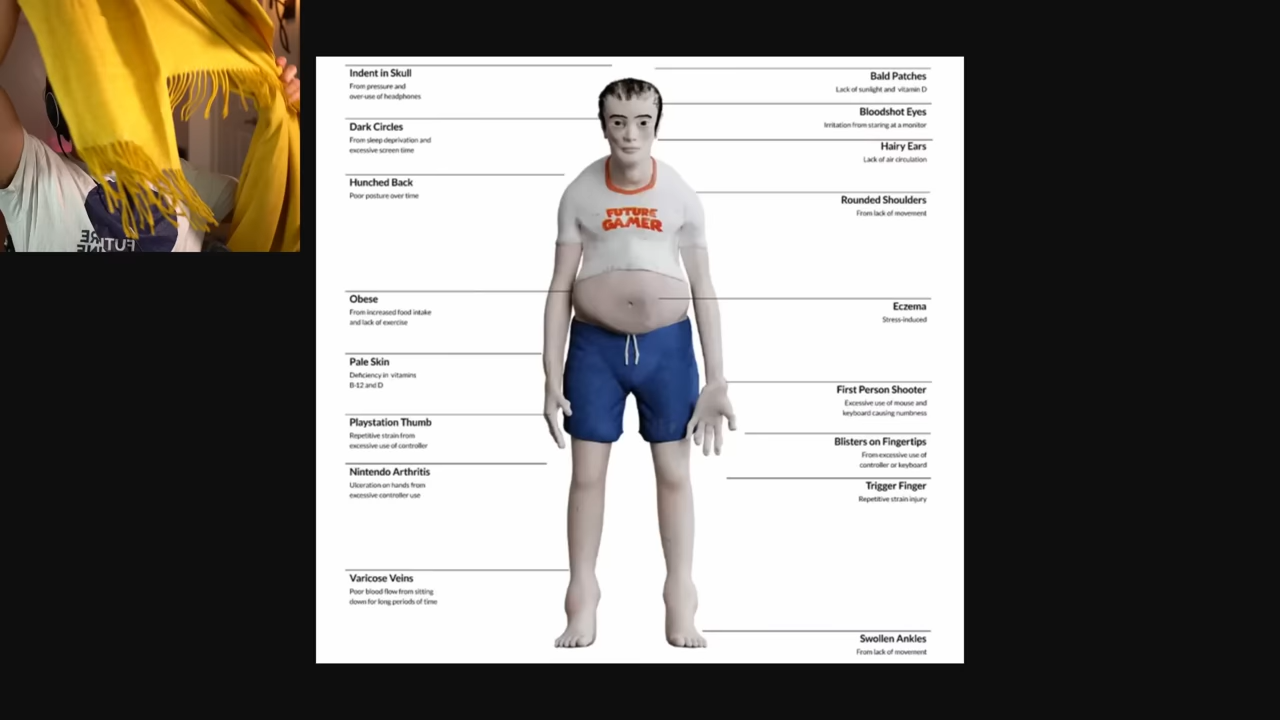 Indent in Skull
From pressure and
over-use of headphones
Dark Circles
From sleep deprivation and
excessive screen time
Hunched Back
Poor posture over time
Obese
From increased food intake
and lack of exercise
Pale Skin
Deficiency in vitamins
B-12 and D
Playstation Thumb
Repetitive strain from
excessive use of controller
Nintendo Arthritis
Ulceration on hands from
excessive controller use
Varicose Veins
Poor blood flow from sitting
down for long periods of time
FUTURE
GAMER
Bald Patches
Lack of sunlight and vitamin D
Bloodshot Eyes
Irritation from staring at a monitor
Hairy Ears
Lack of air circulation
Rounded Shoulders
From lack of movement
Eczema
Stress-induced
First Person Shooter
Excessive use of mouse and
keyboard causing numbness
Blisters on Fingertips
From excessive use of
controller or keyboard
Trigger Finger
Repetitive strain injury
Swollen Ankles
From lack of movement